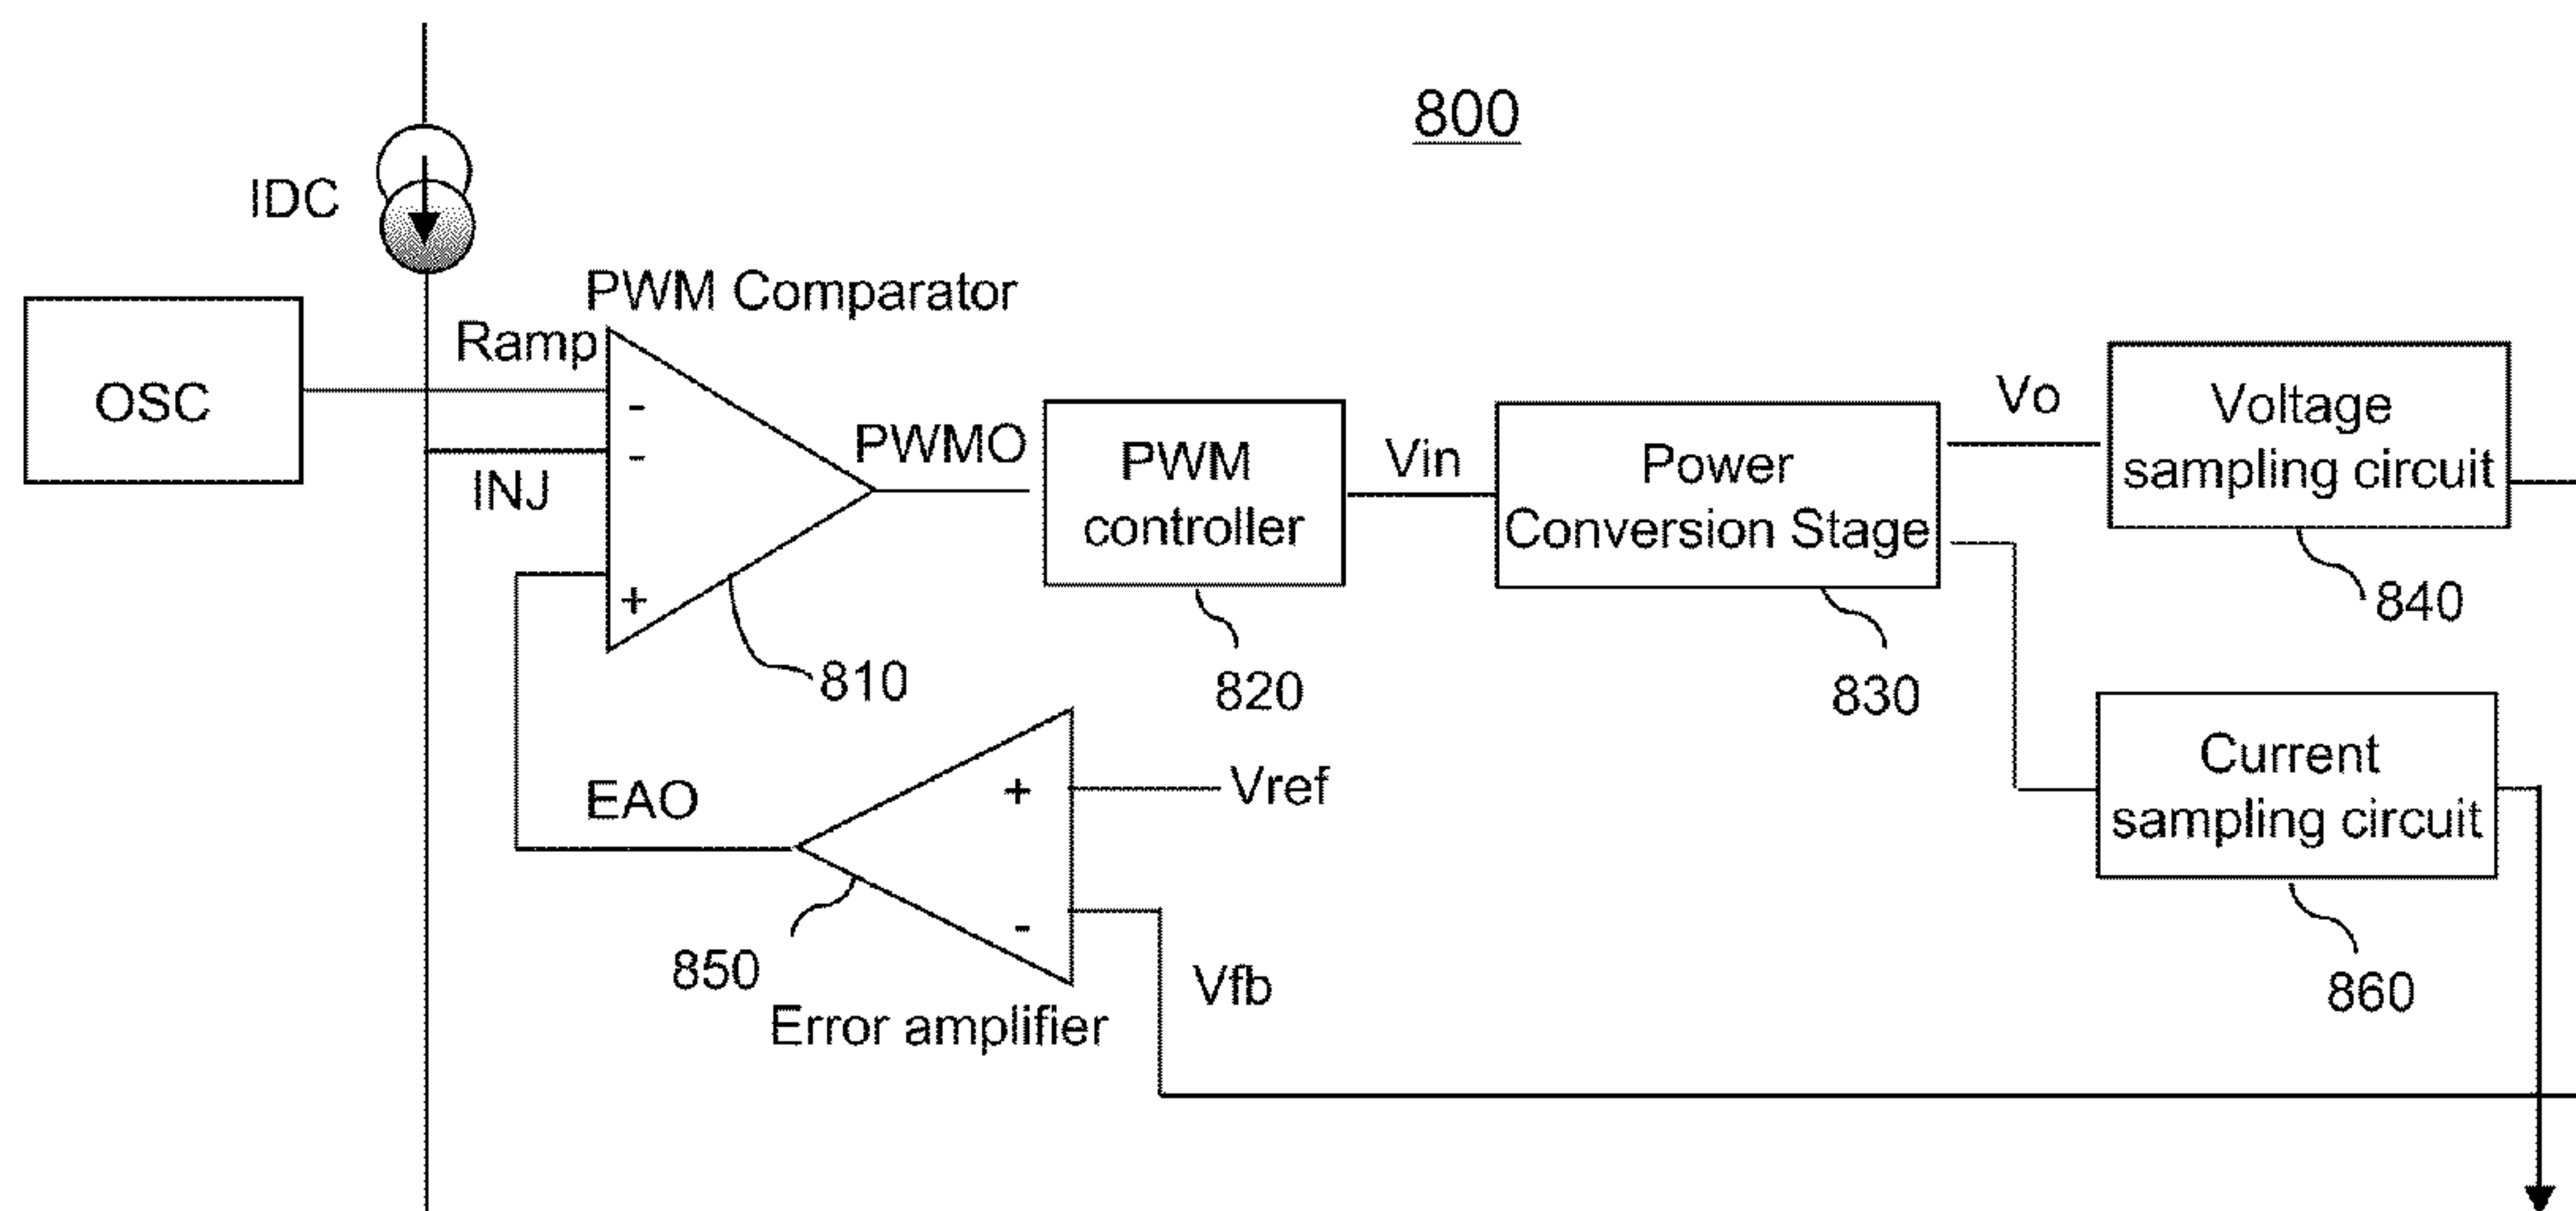 800
IDC
PWM Comparator
Ramp
OSC
-
-
INJ
+
PWMO
PWM
controller
Vin
Power
Conversion Stage
Vo
Voltage
sampling circuit
840
810
820
830
Current
sampling circuit
860
EAO
+
Vref
-
850
Vfb
Error amplifier